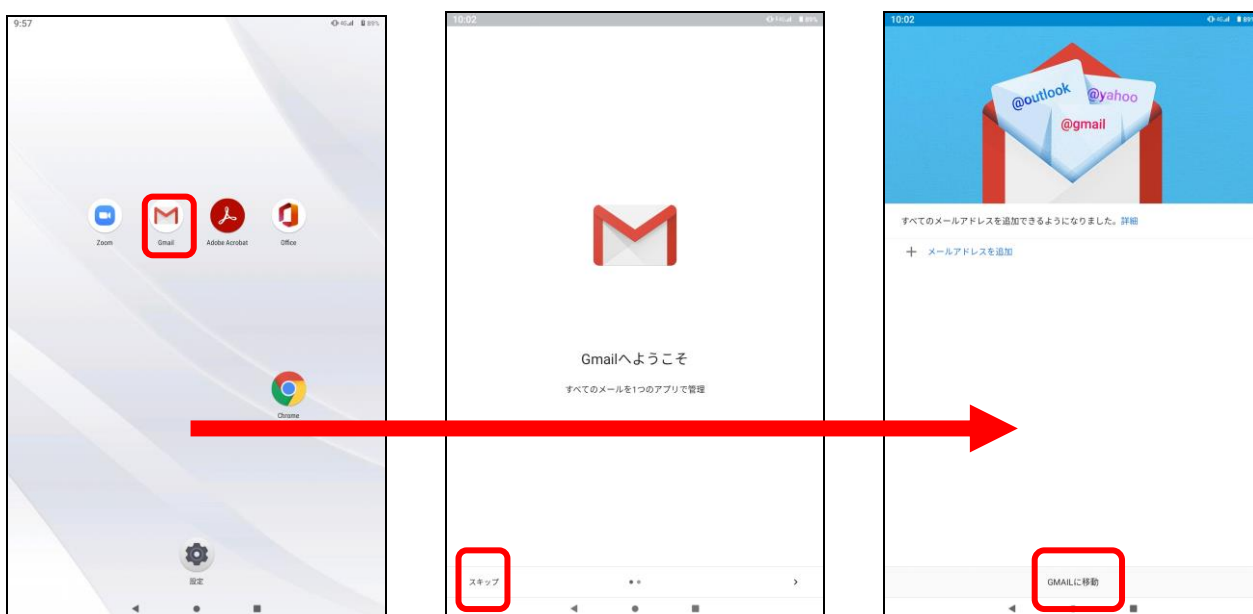 9:57
89%
Zoom
Gmail
Adobe Acrobat
Office
Chrome
設定
10:02
89%
Gmailへようこそ
すべてのメールを1つのアプリで管理
スキップ
10:02
@outlook
@yahoo
@gmail
すべてのメールアドレスを追加できるようになりました。詳細
メールアドレスを追加
GMAILに移動